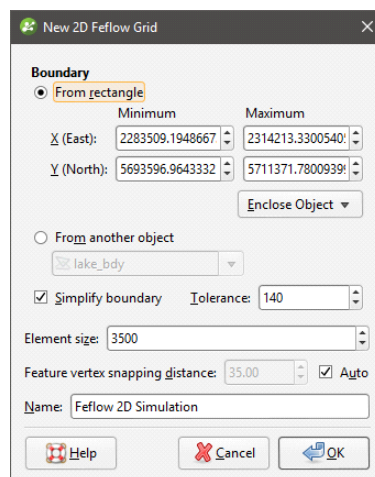 New 2D Feflow Grid
Boundary
From rectangle
Minimum Maximum
X (East): 2283509.1948667 2314213.3300540
Y (North): 5693596.9643332 5711371.7800939
Enclose Object
From another object
lake_bdy
Simplify boundary Tolerance: 140
Element size: 3500
Feature vertex snapping distance: 35.00 Auto
Name: Feflow 2D Simulation
Help Cancel OK